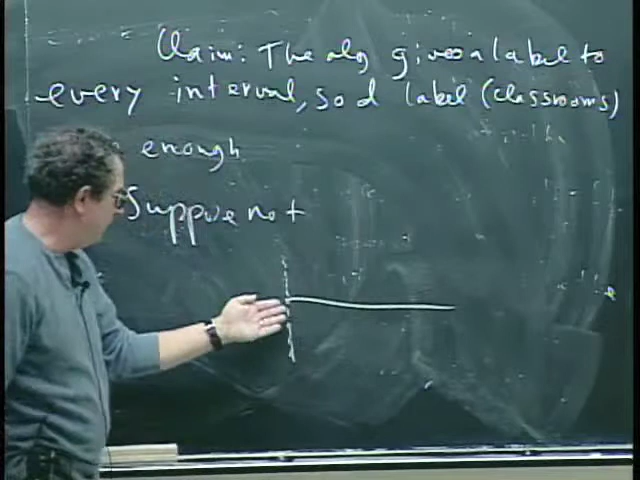 Claim: The alg gives a label to
every interval, so d label (classrooms)
enough
Suppose not